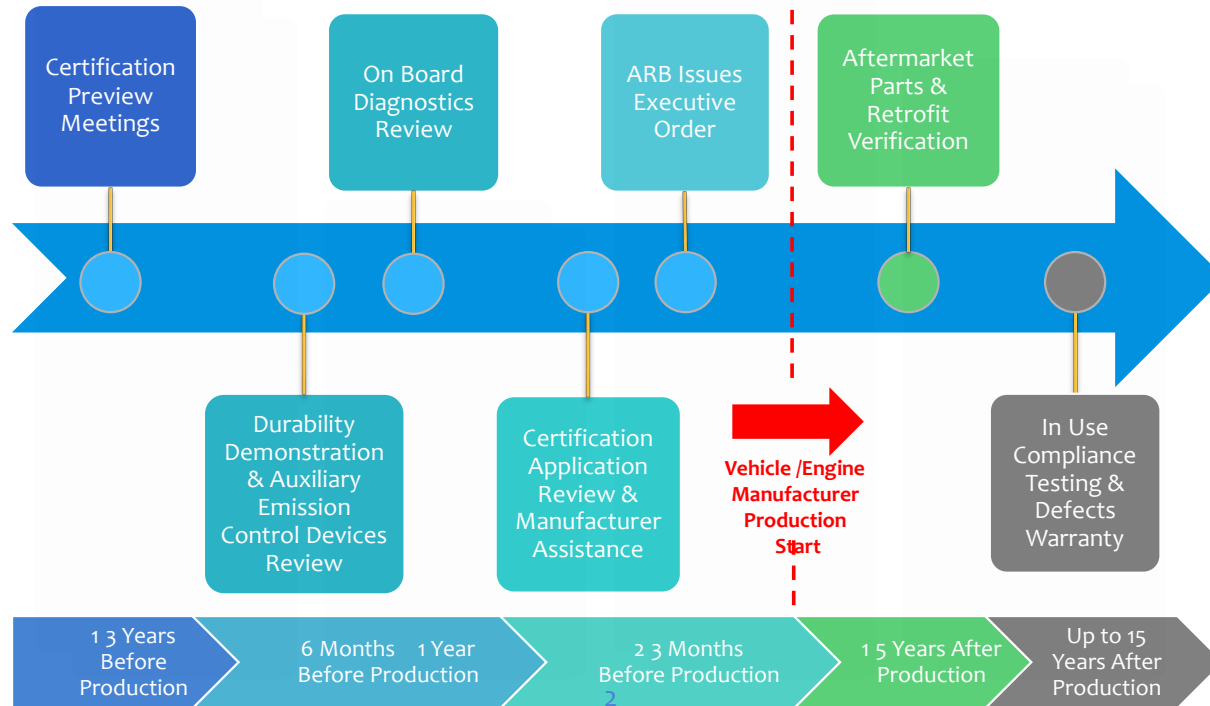 Certification
Preview
Meetings
On Board
Diagnostics
Review
ARB Issues
Executive
Order
Aftermarket
Parts &
Retrofit
Verification
Durability
Demonstration
& Auxiliary
Emission
Control Devices
Review
Certification
Application
Review &
Manufacturer
Assistance
Vehicle /Engine
Manufacturer
Production
Start
In Use
Compliance
Testing &
Defects
Warranty
1 3 Years
Before
Production
6 Months 1 Year
Before Production
2 3 Months
Before Production
1 5 Years After
Production
Up to 15
Years After
Production
2